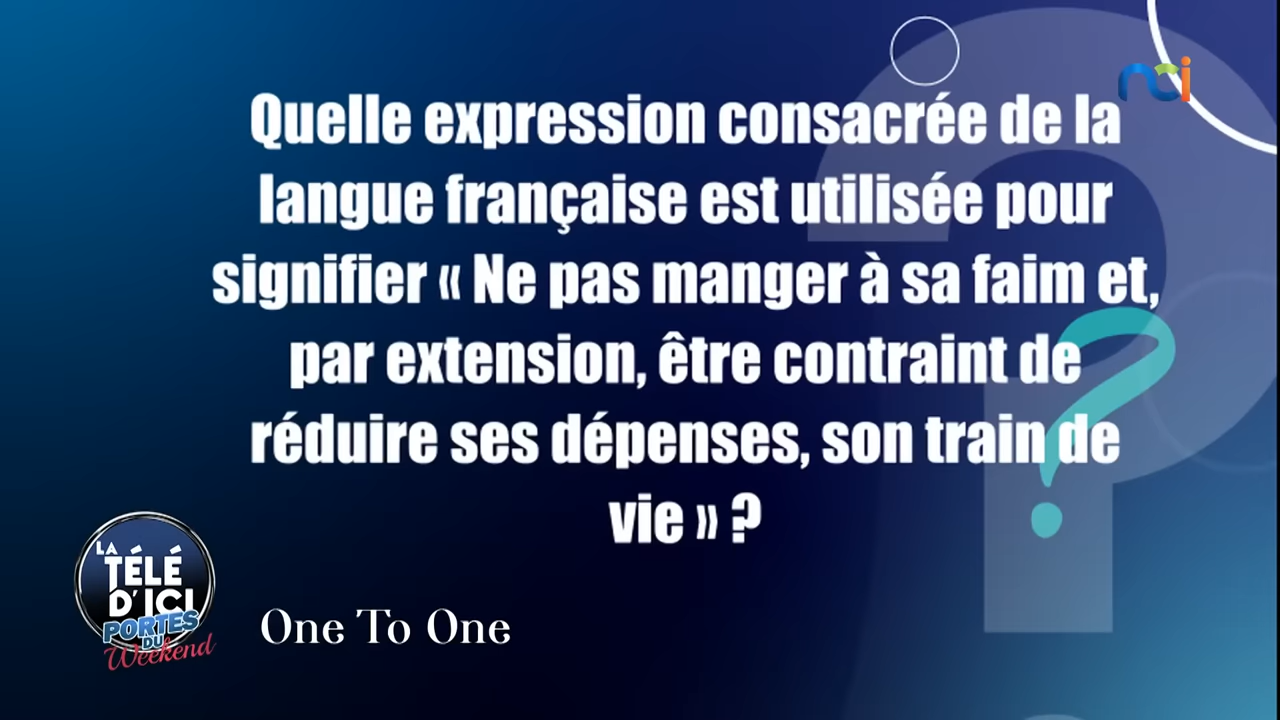 nci
Quelle expression consacrée de la
langue française est utilisée pour
signifier « Ne pas manger à sa faim et,
par extension, être contraint de
réduire ses dépenses, son train de
vie » ?
LA
TÉLÉ
D'ICI
PORTES
DU
Weekend
One To One